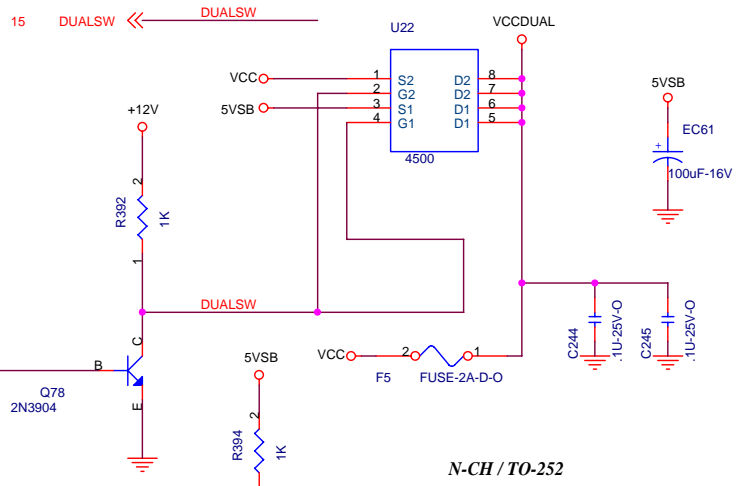 15 DUALSW DUALSW
U22
VCCDUAL
VCC 1 S2 D2 8
2 G2 D2 7
5VSB 3 S1 D1 6
4 G1 D1 5
4500
5VSB
EC61
+
100uF-16V
+12V
2
R392
1K
1
DUALSW
C
B
E
Q78
2N3904
VCC 2 1
F5 FUSE-2A-D-O
C244
.1U-25V-O
C245
.1U-25V-O
5VSB
2
R394
1K
N-CH / TO-252